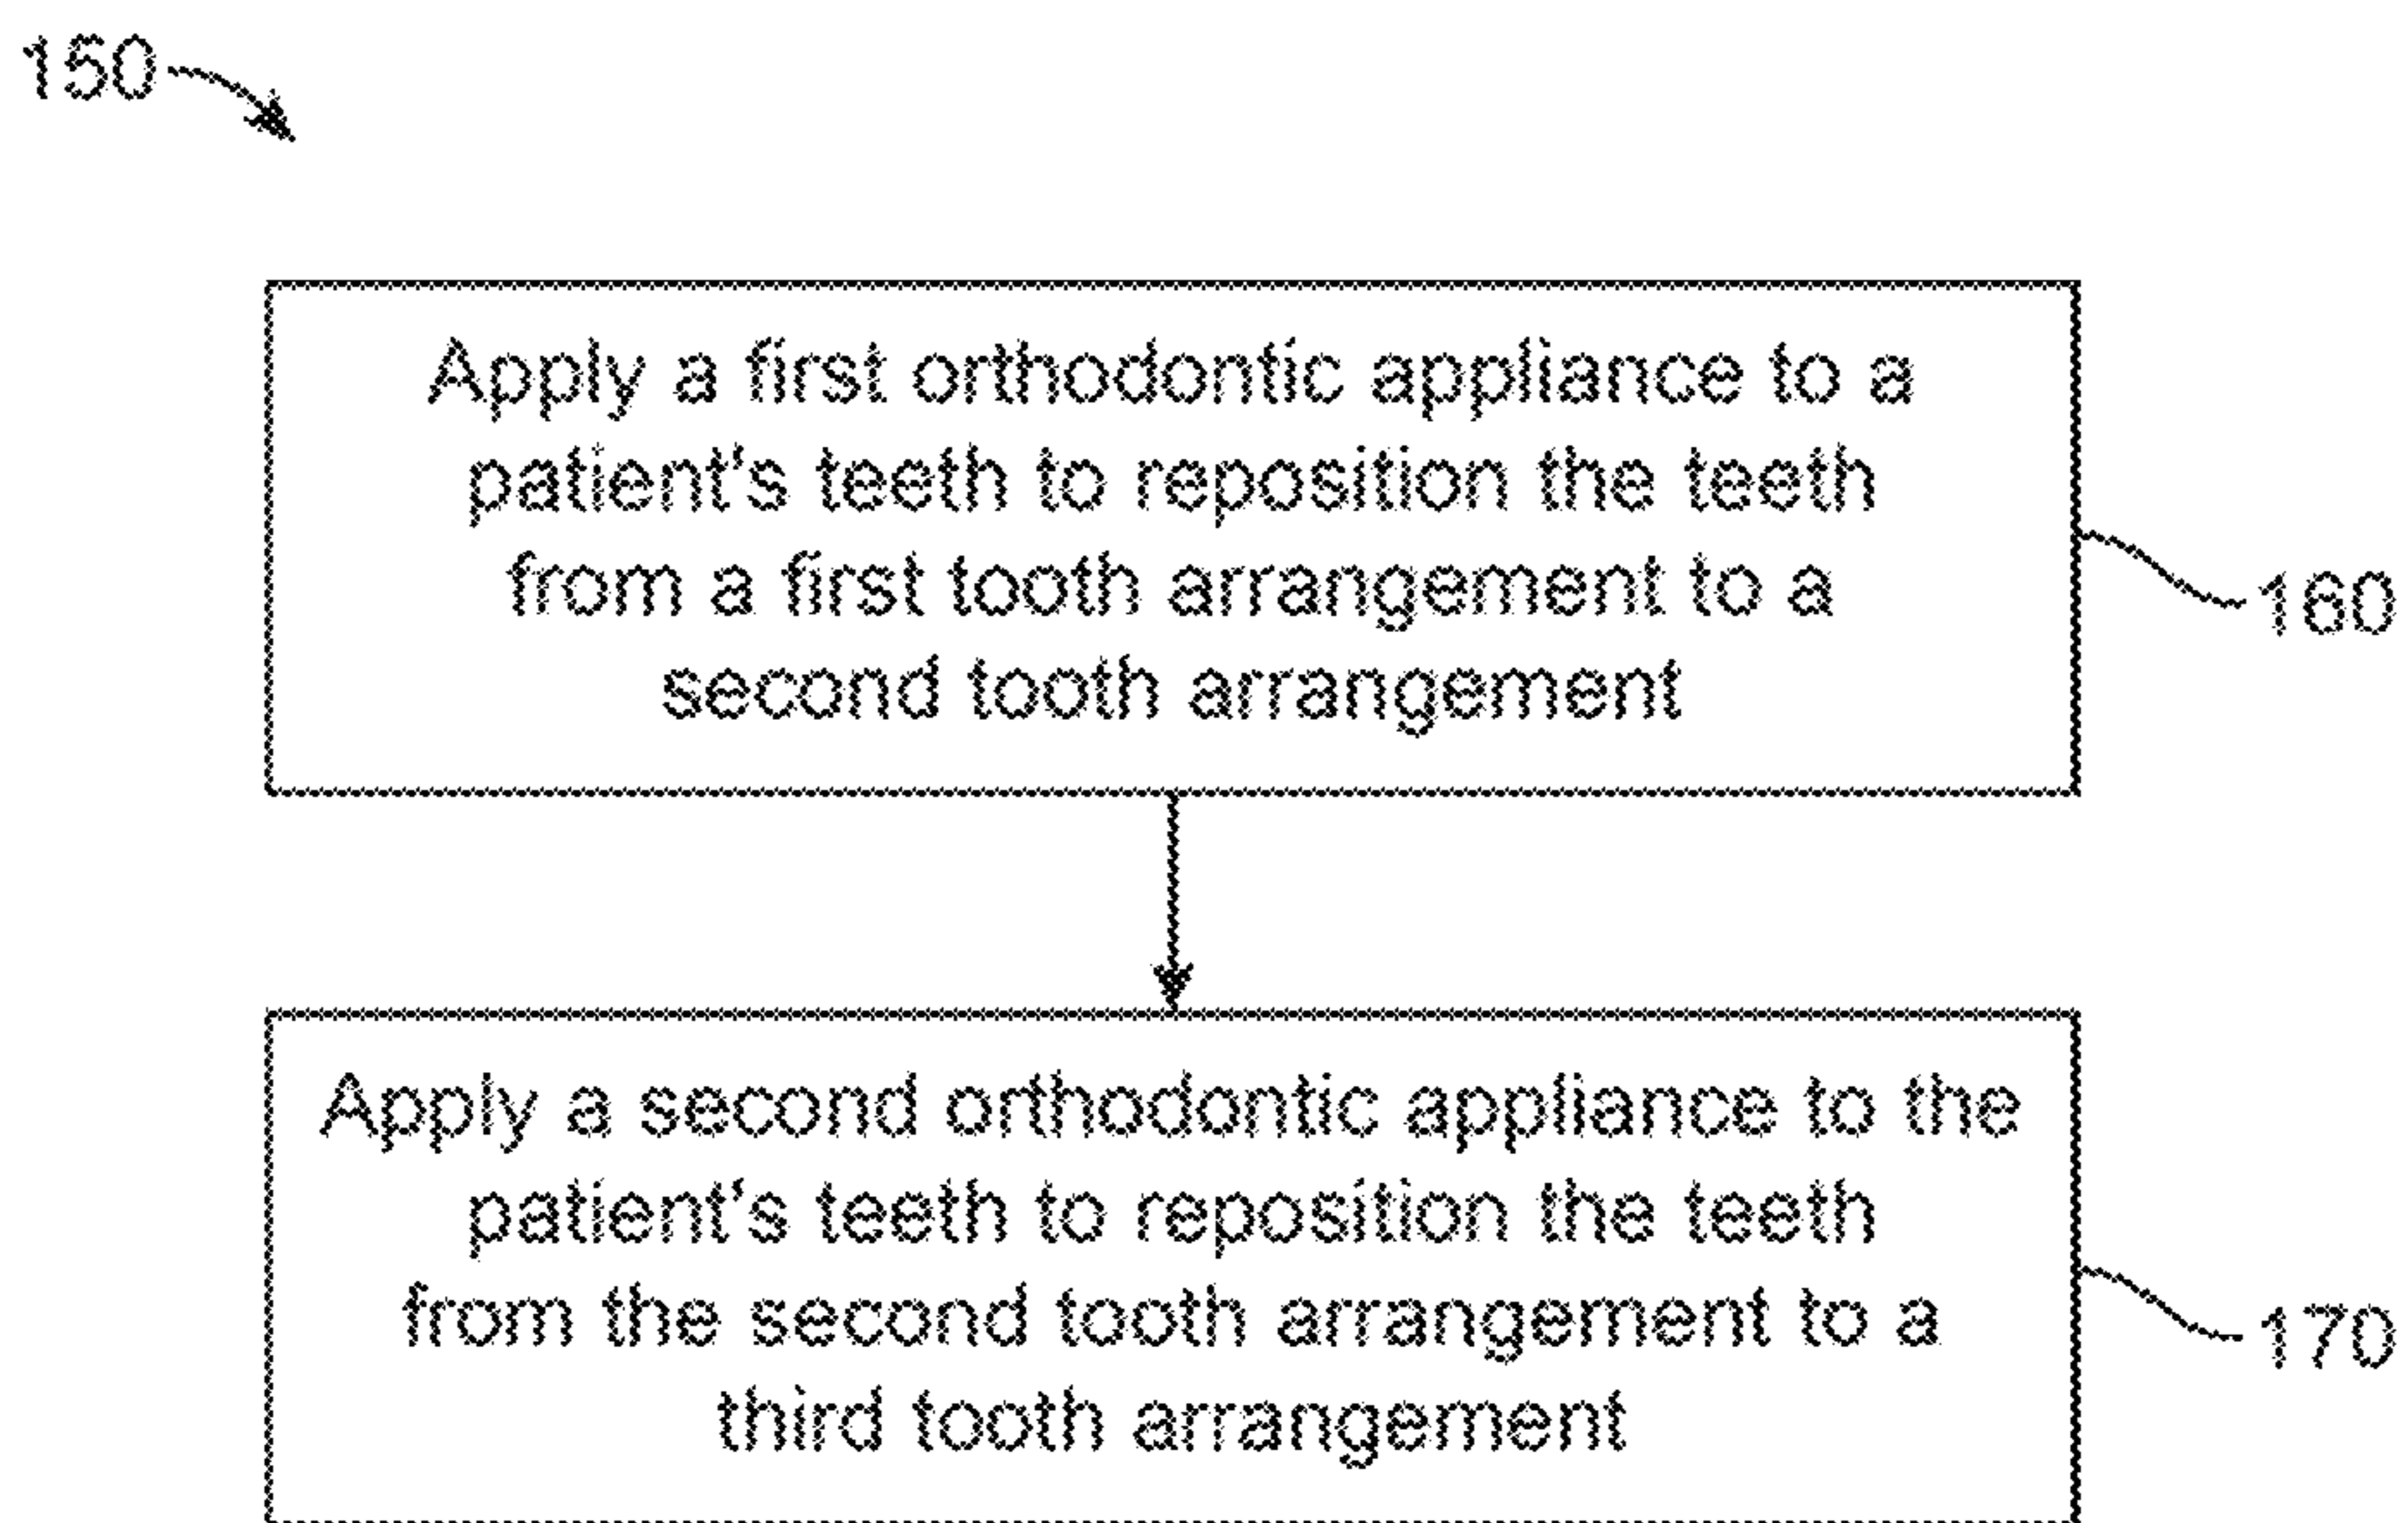 150
Apply a first orthodontic appliance to a
patient's teeth to reposition the teeth
from a first tooth arrangement to a
second tooth arrangement
160
Apply a second orthodontic appliance to the
patient's teeth to reposition the teeth
from the second tooth arrangement to a
third tooth arrangement
170